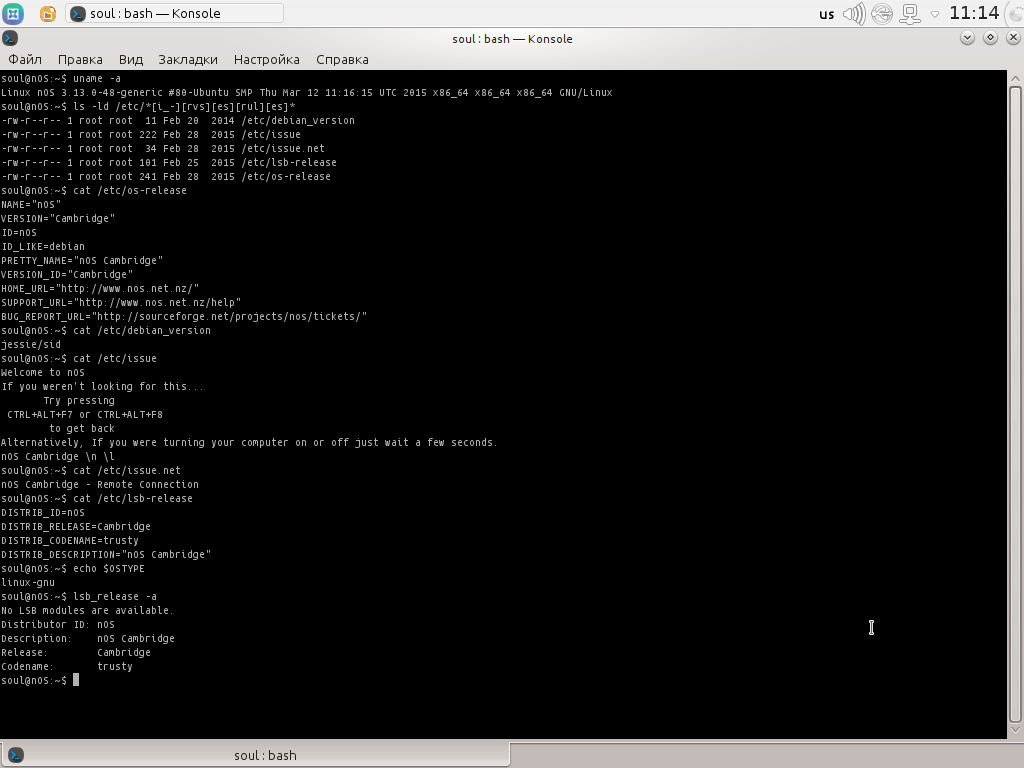 soul : bash — Konsole
us
11:14
soul : bash — Konsole
Файл Правка Вид Закладки Настройка Справка
soul@nOS:~$ uname -a
Linux nOS 3.13.0-48-generic #80-Ubuntu SMP Thu Mar 12 11:16:15 UTC 2015 x86_64 x86_64 x86_64 GNU/Linux
soul@nOS:~$ ls -ld /etc/*[i_-][rvs][es][rul][es]*
-rw-r--r-- 1 root root  11 Feb 20  2014 /etc/debian_version
-rw-r--r-- 1 root root 222 Feb 28  2015 /etc/issue
-rw-r--r-- 1 root root  34 Feb 28  2015 /etc/issue.net
-rw-r--r-- 1 root root 101 Feb 25  2015 /etc/lsb-release
-rw-r--r-- 1 root root 241 Feb 28  2015 /etc/os-release
soul@nOS:~$ cat /etc/os-release
NAME="nOS"
VERSION="Cambridge"
ID=nOS
ID_LIKE=debian
PRETTY_NAME="nOS Cambridge"
VERSION_ID="Cambridge"
HOME_URL="http://www.nos.net.nz/"
SUPPORT_URL="http://www.nos.net.nz/help"
BUG_REPORT_URL="http://sourceforge.net/projects/nos/tickets/"
soul@nOS:~$ cat /etc/debian_version
jessie/sid
soul@nOS:~$ cat /etc/issue
Welcome to nOS
If you weren't looking for this...
       Try pressing
 CTRL+ALT+F7 or CTRL+ALT+F8
        to get back
Alternatively, If you were turning your computer on or off just wait a few seconds.
nOS Cambridge \n \l
soul@nOS:~$ cat /etc/issue.net
nOS Cambridge - Remote Connection
soul@nOS:~$ cat /etc/lsb-release
DISTRIB_ID=nOS
DISTRIB_RELEASE=Cambridge
DISTRIB_CODENAME=trusty
DISTRIB_DESCRIPTION="nOS Cambridge"
soul@nOS:~$ echo $OSTYPE
linux-gnu
soul@nOS:~$ lsb_release -a
No LSB modules are available.
Distributor ID: nOS
Description:    nOS Cambridge
Release:        Cambridge
Codename:       trusty
soul@nOS:~$
soul : bash